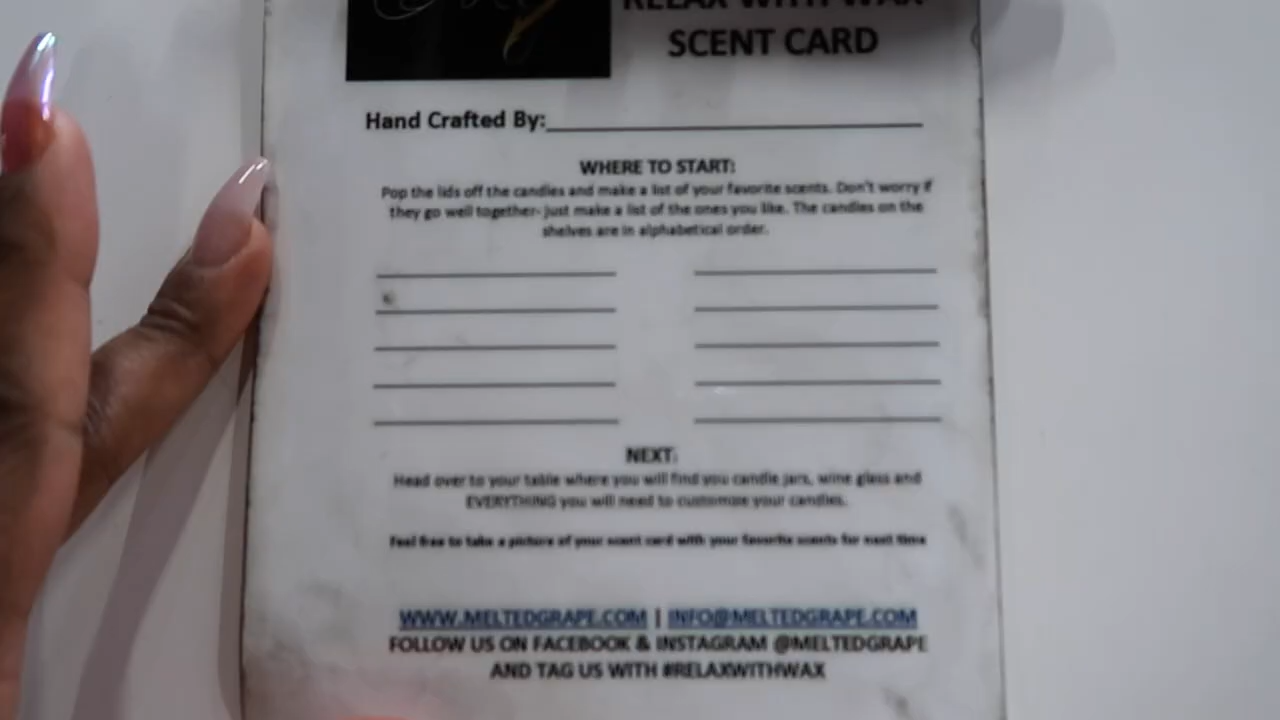 RELAX WITH WAX
SCENT CARD
Hand Crafted By:
WHERE TO START:
Pop the lids off the candles and make a list of your favorite scents. Don't worry if
they go well together- just make a list of the ones you like. The candles on the
shelves are in alphabetical order.
NEXT:
Head over to your table where you will find you candle jars, wine glass and
EVERYTHING you will need to customize your candles.
Feel free to take a picture of your scent card with your favorite scents for next time
WWW.MELTEDGRAPE.COM | INFO@MELTEDGRAPE.COM
FOLLOW US ON FACEBOOK & INSTAGRAM @MELTEDGRAPE
AND TAG US WITH #RELAXWITHWAX